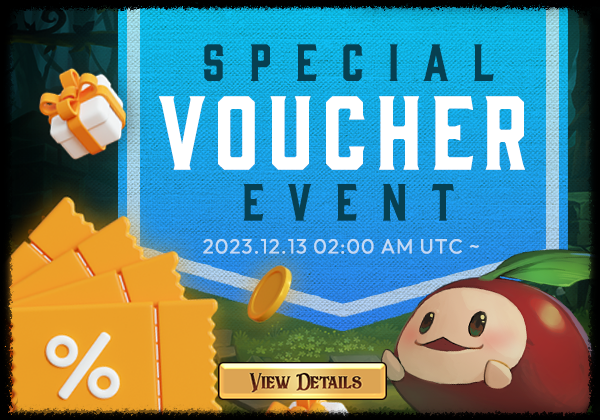 SPECIAL
VOUCHER
EVENT
2023.12.13 02:00 AM UTC ~
%
View Details